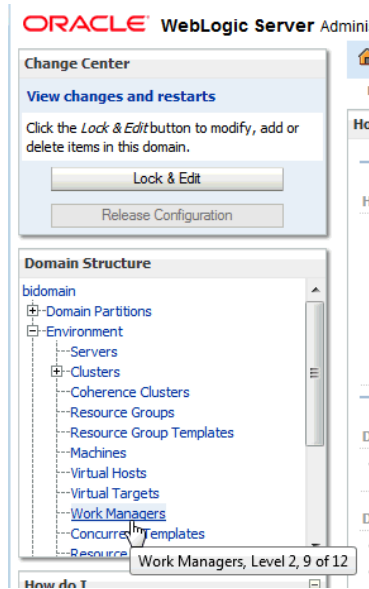 ORACLE WebLogic Server Admini
Change Center
View changes and restarts
Click the Lock & Edit button to modify, add or
delete items in this domain.
Lock & Edit
Release Configuration
Domain Structure
bidomain
Domain Partitions
Environment
Servers
Clusters
Coherence Clusters
Resource Groups
Resource Group Templates
Machines
Virtual Hosts
Virtual Targets
Work Managers
Templates
Resource
Work Managers, Level 2, 9 of 12
How do I
Ho